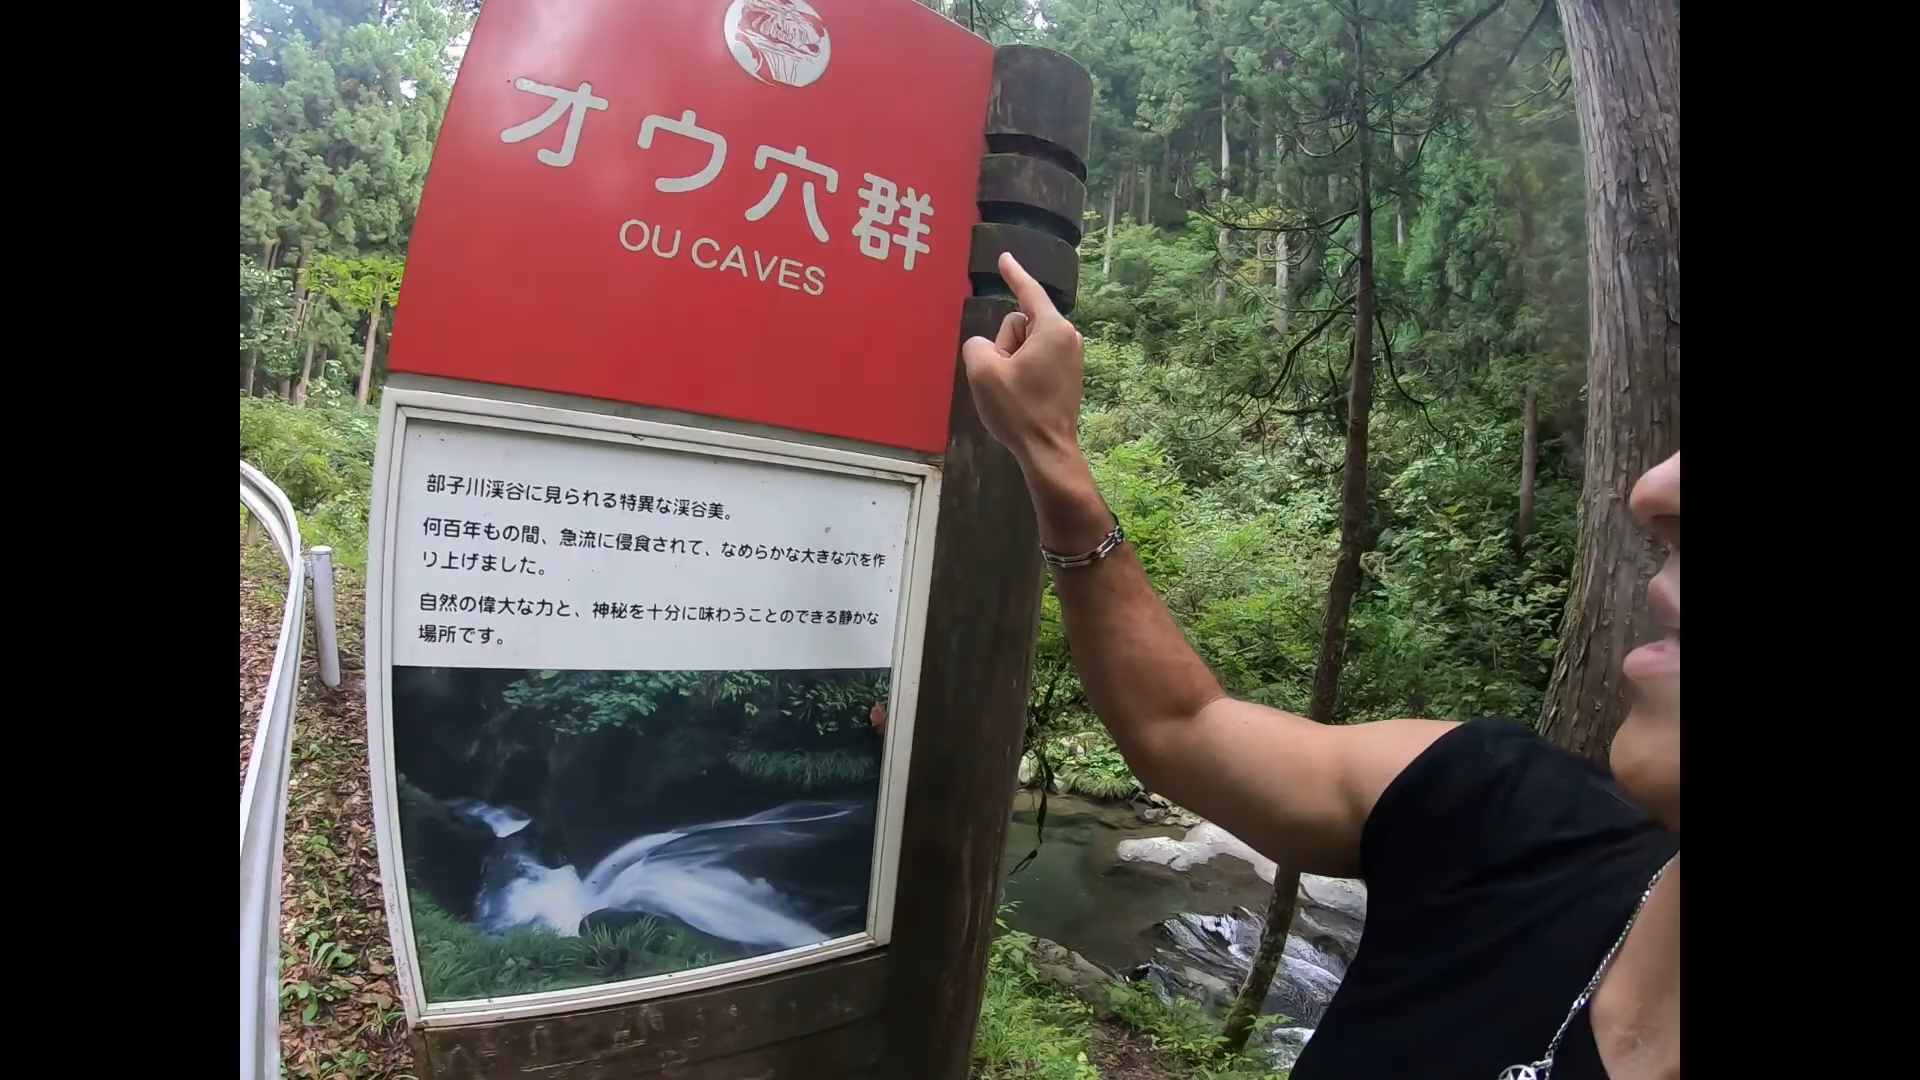 オウ穴群
OU CAVES
部子川渓谷に見られる特異な渓谷美。
何百年もの間、急流に侵食されて、なめらかな大きな穴を作
り上げました。
自然の偉大な力と、神秘を十分に味わうことのできる静かな
場所です。